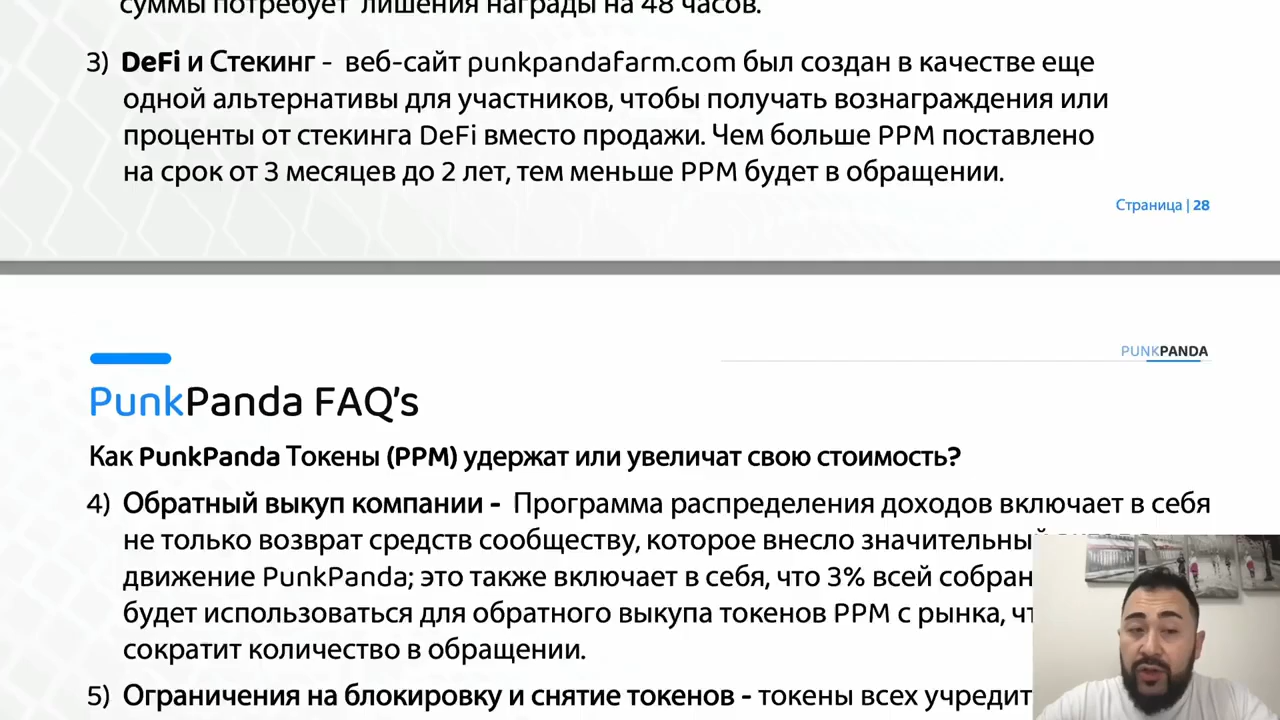 суммы потребует лишения награды на 48 часов.
3) DeFi и Стекинг - веб-сайт punkpandafarm.com был создан в качестве еще
одной альтернативы для участников, чтобы получать вознаграждения или
проценты от стекинга DeFi вместо продажи. Чем больше PPM поставлено
на срок от 3 месяцев до 2 лет, тем меньше PPM будет в обращении.
Страница | 28
PUNKPANDA
PunkPanda FAQ's
Как PunkPanda Токены (PPM) удержат или увеличат свою стоимость?
4) Обратный выкуп компании - Программа распределения доходов включает в себя
не только возврат средств сообществу, которое внесло значительный
движение PunkPanda; это также включает в себя, что 3% всей собран
будет использоваться для обратного выкупа токенов PPM с рынка, чт
сократит количество в обращении.
5) Ограничения на блокировку и снятие токенов - токены всех учредит